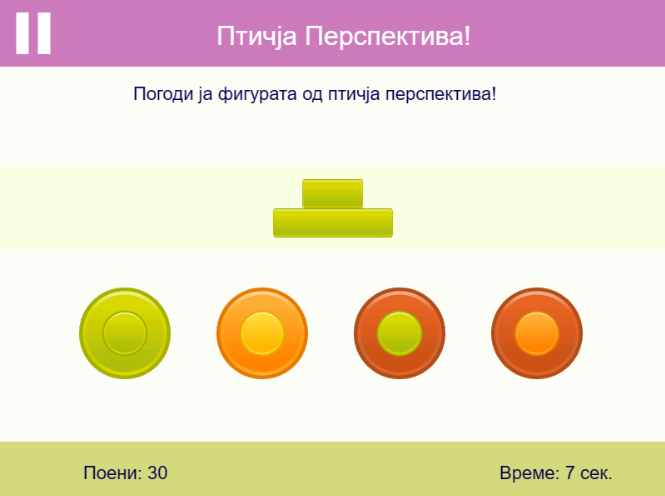 Птичја Перспектива!
Погоди ја фигурата од птичја перспектива!
Поени: 30
Време: 7 сек.